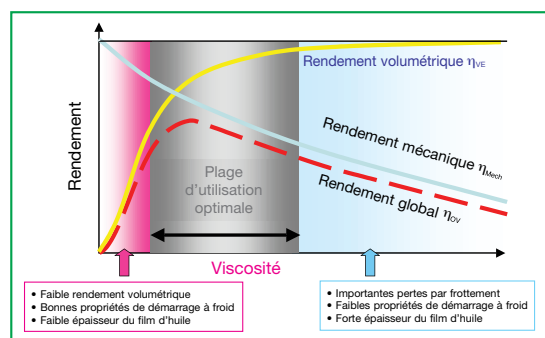 Rendement
Rendement volumétrique ηVE
Rendement mécanique ηMech
Rendement global ηOV
Plage
d'utilisation
optimale
Viscosité
• Faible rendement volumétrique
• Bonnes propriétés de démarrage à froid
• Faible épaisseur du film d'huile
• Importantes pertes par frottement
• Faibles propriétés de démarrage à froid
• Forte épaisseur du film d'huile